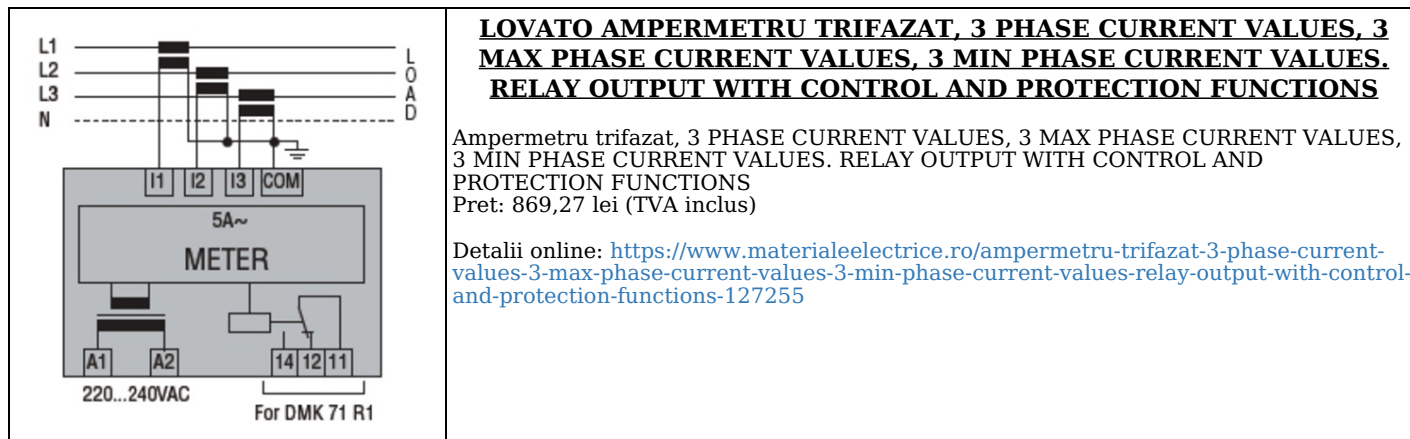 L1
L2
L3
N
LOAD
I1 I2 I3 COM
5A~
METER
A1 A2 14 12 11
220...240VAC
For DMK 71 R1
LOVATO AMPERMETRU TRIFAZAT, 3 PHASE CURRENT VALUES, 3
MAX PHASE CURRENT VALUES, 3 MIN PHASE CURRENT VALUES.
RELAY OUTPUT WITH CONTROL AND PROTECTION FUNCTIONS
Ampermetru trifazat, 3 PHASE CURRENT VALUES, 3 MAX PHASE CURRENT VALUES,
3 MIN PHASE CURRENT VALUES. RELAY OUTPUT WITH CONTROL AND
PROTECTION FUNCTIONS
Pret: 869,27 lei (TVA inclus)
Detalii online: https://www.materialeelectrice.ro/ampermetru-trifazat-3-phase-current-
values-3-max-phase-current-values-3-min-phase-current-values-relay-output-with-control-
and-protection-functions-127255